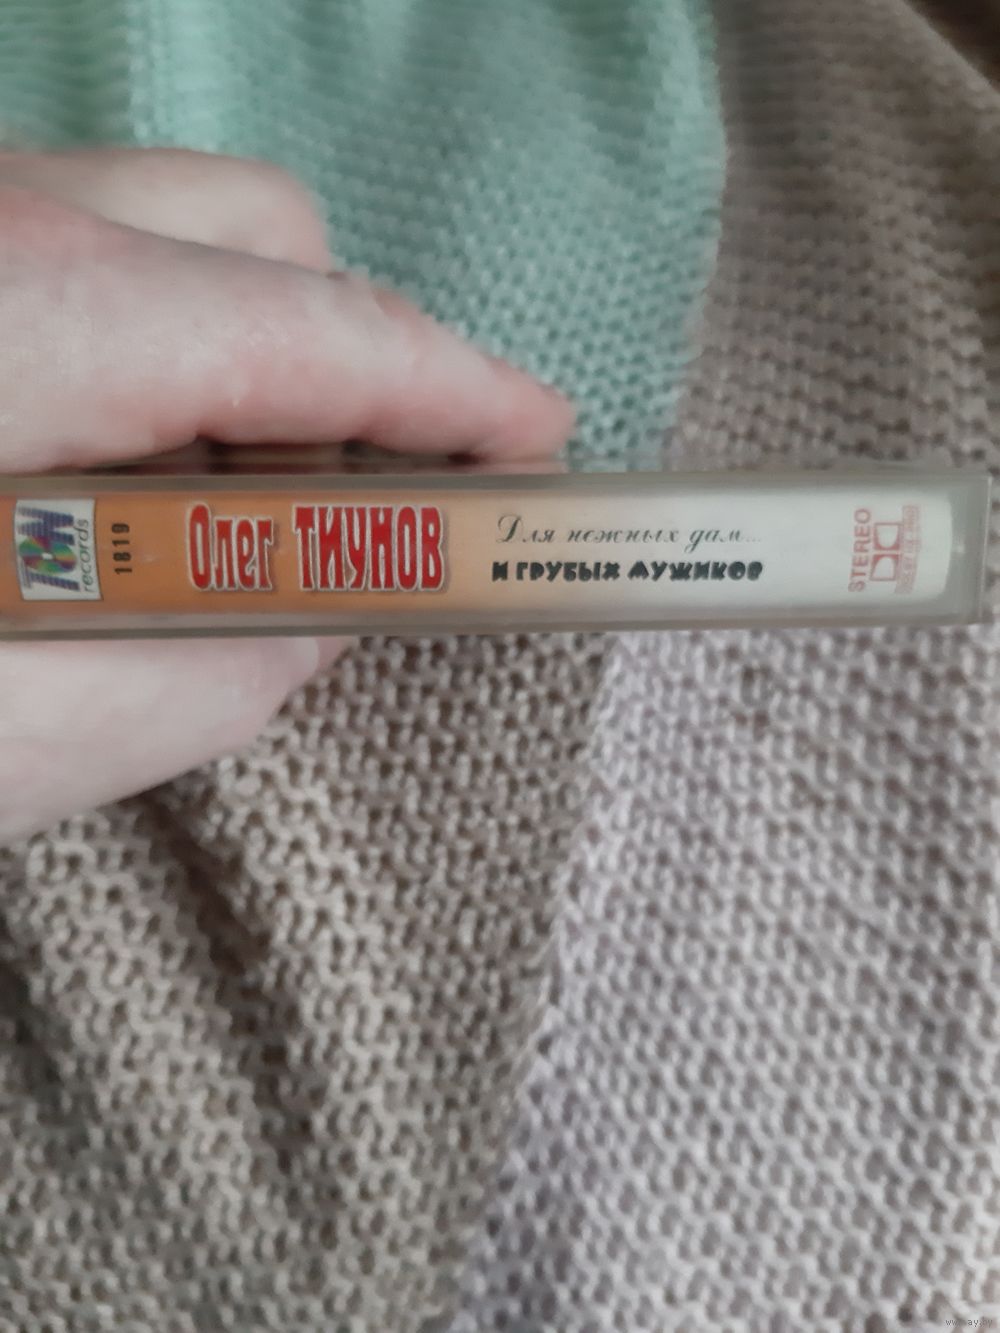 records
1819
Олег ТИУНОВ
Для нежных дам...
И ГРУБЫХ МУЖИКОВ
STEREO